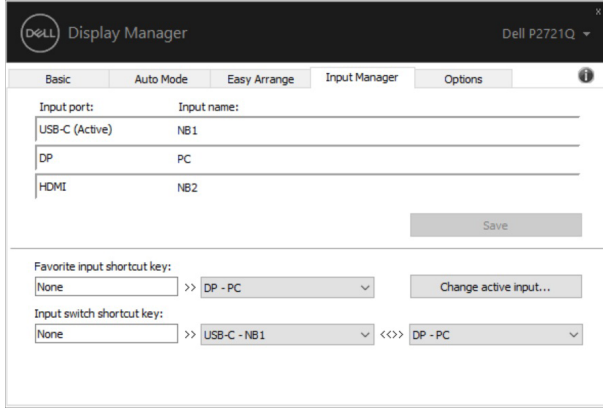 DELL Display Manager Dell P2721Q
x
Basic Auto Mode Easy Arrange Input Manager Options i
Input port: Input name:
USB-C (Active) NB1
DP PC
HDMI NB2
Save
Favorite input shortcut key:
None >> DP - PC Change active input...
Input switch shortcut key:
None >> USB-C - NB1 <<>> DP - PC